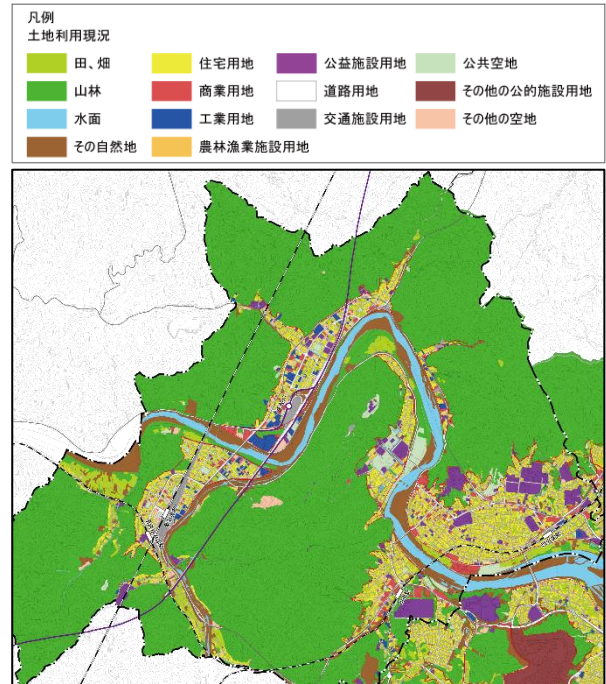 凡例
土地利用現況
田、畑 住宅用地 公益施設用地 公共空地
山林 商業用地 道路用地 その他の公的施設用地
水面 工業用地 交通施設用地 その他の空地
その自然地 農林漁業施設用地